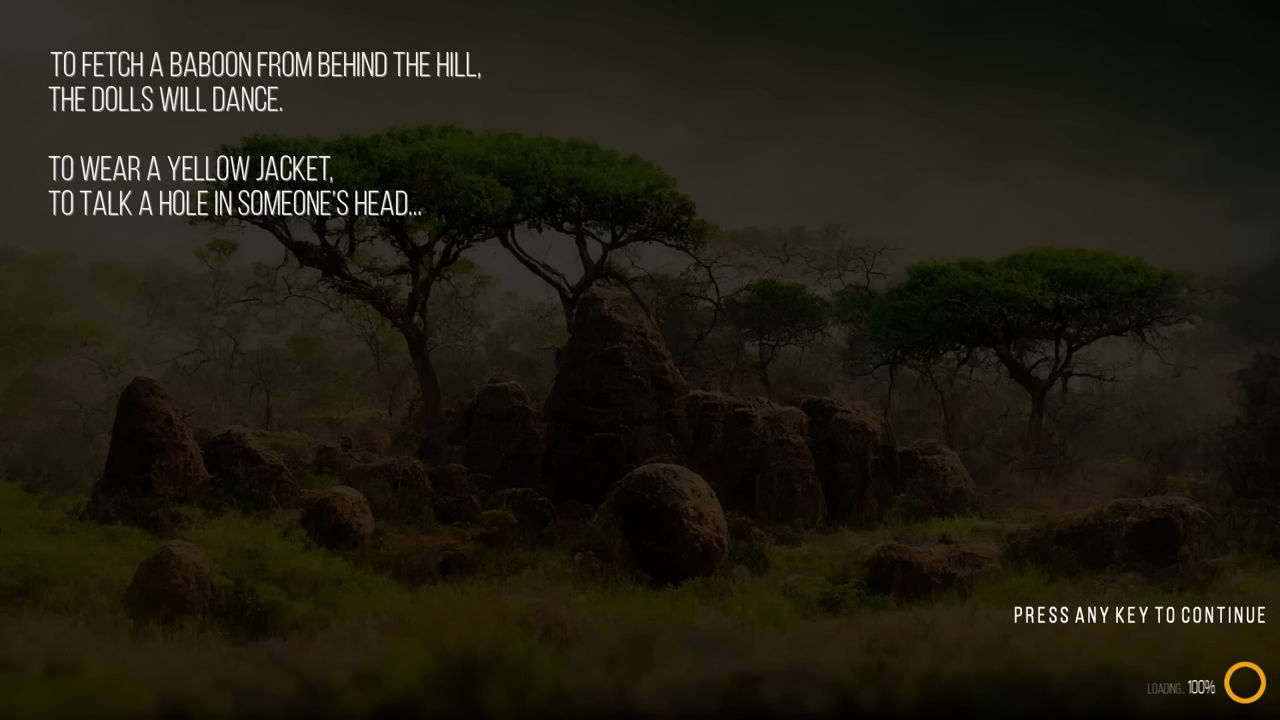 TO FETCH A BABOON FROM BEHIND THE HILL,
THE DOLLS WILL DANCE.
TO WEAR A YELLOW JACKET,
TO TALK A HOLE IN SOMEONE'S HEAD...
PRESS ANY KEY TO CONTINUE
LOADING... 100%